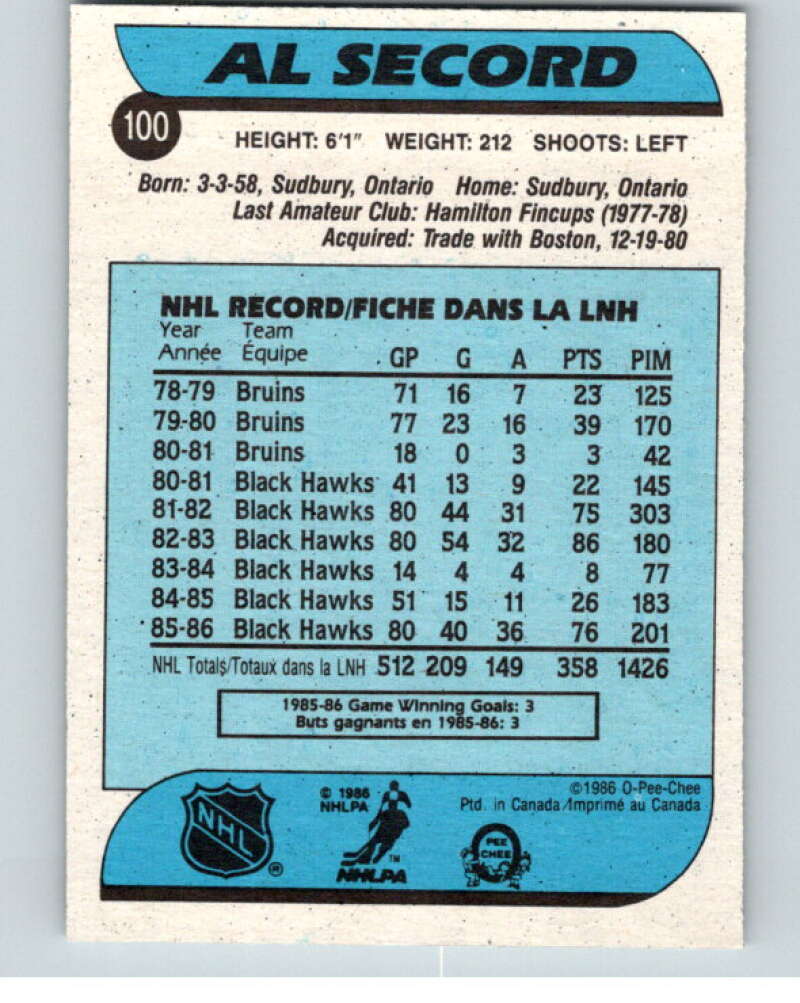 AL SECORD
100
HEIGHT: 6'1" WEIGHT: 212 SHOOTS: LEFT
Born: 3-3-58, Sudbury, Ontario Home: Sudbury, Ontario
Last Amateur Club: Hamilton Fincups (1977-78)
Acquired: Trade with Boston, 12-19-80
NHL RECORD/FICHE DANS LA LNH
Year Team
Année Équipe GP G A PTS PIM
78-79 Bruins 71 16 7 23 125
79-80 Bruins 77 23 16 39 170
80-81 Bruins 18 0 3 3 42
80-81 Black Hawks 41 13 9 22 145
81-82 Black Hawks 80 44 31 75 303
82-83 Black Hawks 80 54 32 86 180
83-84 Black Hawks 14 4 4 8 77
84-85 Black Hawks 51 15 11 26 183
85-86 Black Hawks 80 40 36 76 201
NHL Totals/Totaux dans la LNH 512 209 149 358 1426
1985-86 Game Winning Goals: 3
Buts gagnants en 1985-86: 3
NHL ®
© 1986
NHLPA
TM
NHLPA
©1986 O-Pee-Chee
Ptd. in Canada/Imprimé au Canada
PEE
CHEE